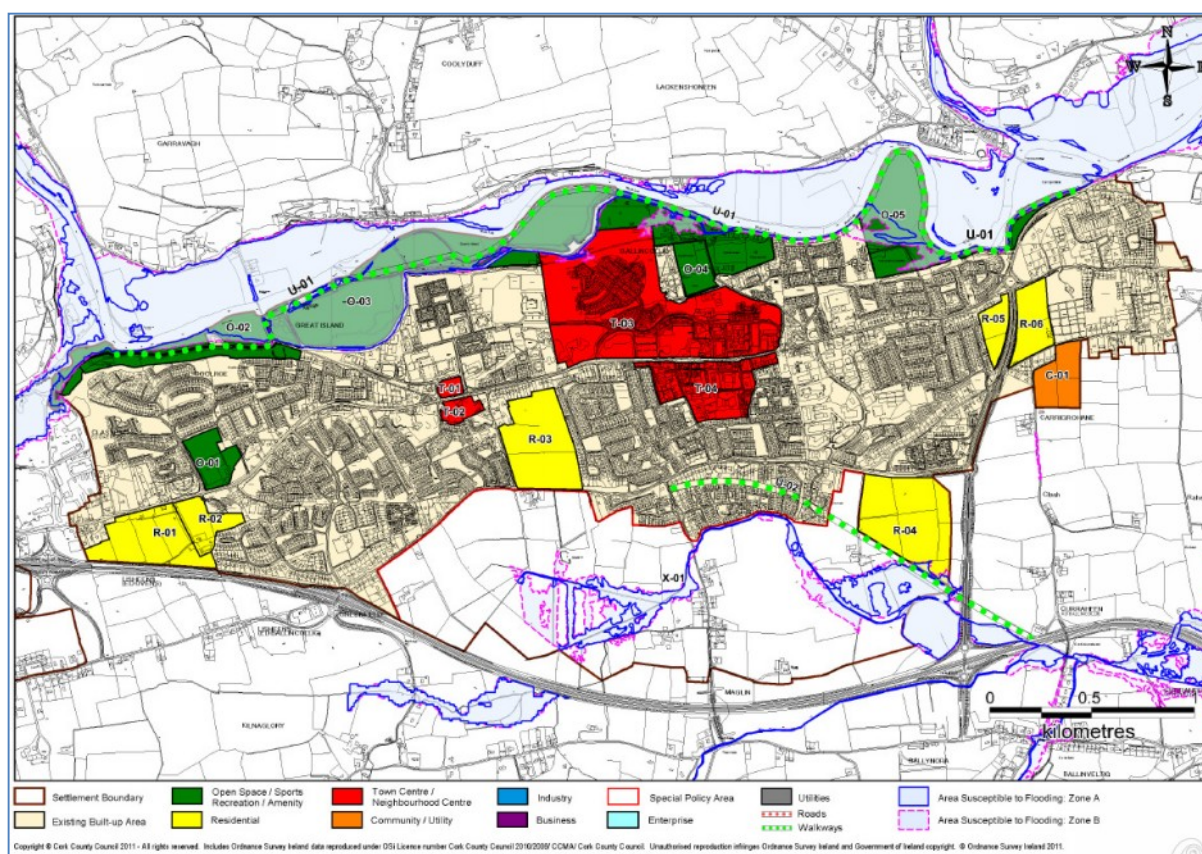 COOLYDUFF
LACKENSHONEEN
N
W
S
GARRAVAGH
U-01
O-05
U-01
U-01
O-04
O-03
O-02
GREAT ISLAND
T-03
R-05
R-06
T-01
T-04
C-01
T-02
CARRIGROHANE
R-03
O-01
U-02
R-02
R-01
R-04
X-01
CURRAHEEN
MAGLIN
0 0.5
kilometres
KILNAGLORY
BALLYNORA
Settlement Boundary
Existing Built-up Area
Open Space / Sports
Recreation / Amenity
Residential
Town Centre /
Neighbourhood Centre
Community / Utility
Industry
Business
Special Policy Area
Enterprise
Utilities
Roads
Walkways
Area Susceptible to Flooding: Zone A
Area Susceptible to Flooding: Zone B
Copyright © Cork County Council 2011 - All rights reserved. Includes Ordnance Survey Ireland data reproduced under OSi Licence number Cork County Council 2010/2009/ CCMA/ Cork County Council. Unauthorised reproduction infringes Ordnance Survey Ireland and Government of Ireland copyright. © Ordnance Survey Ireland 2011.